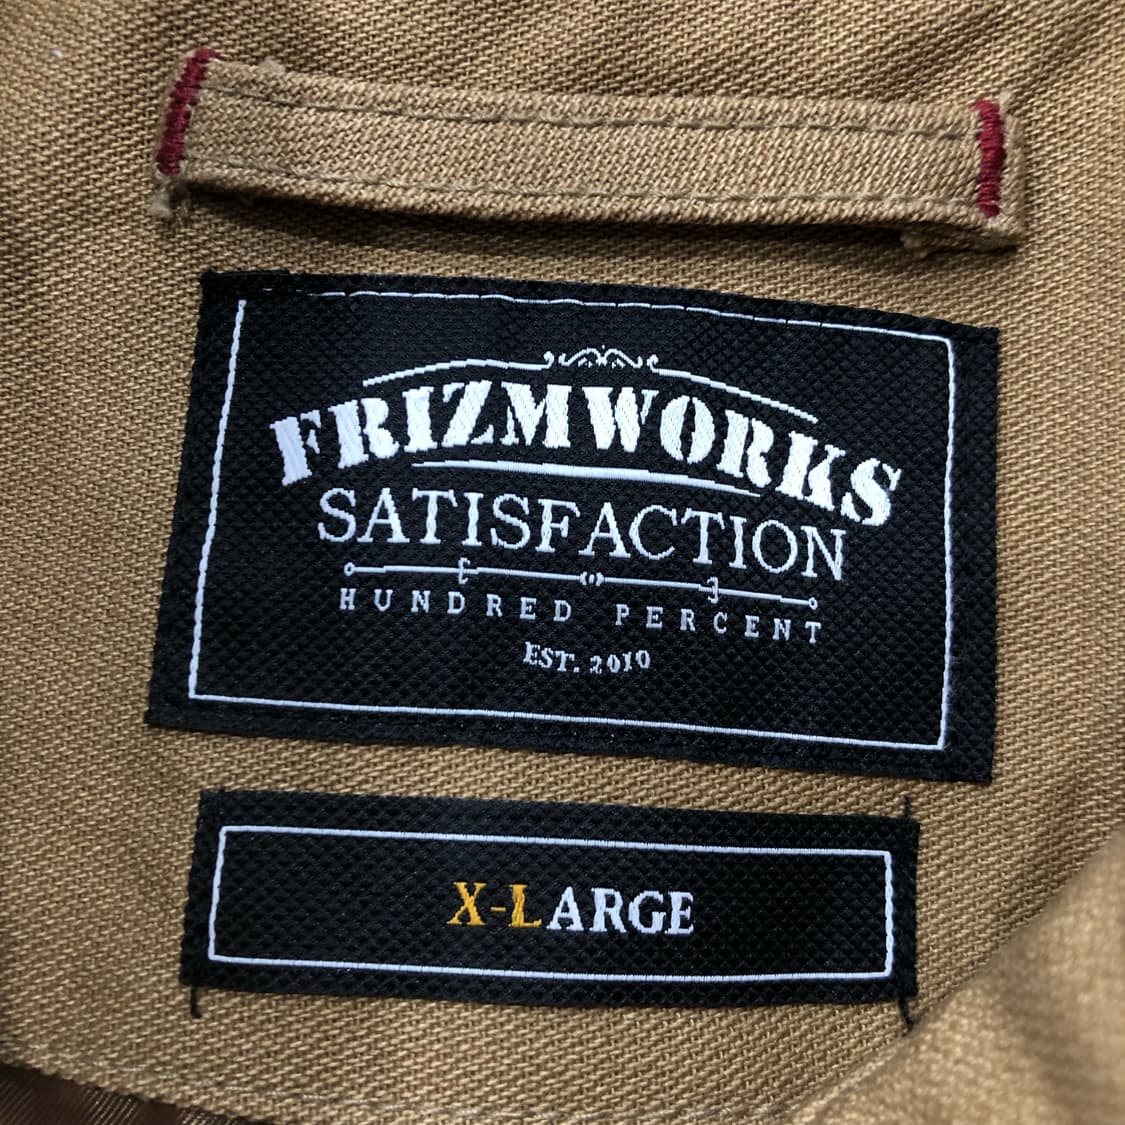 FRIZMWORKS
SATISFACTION
HUNDRED PERCENT
EST. 2010
X-LARGE